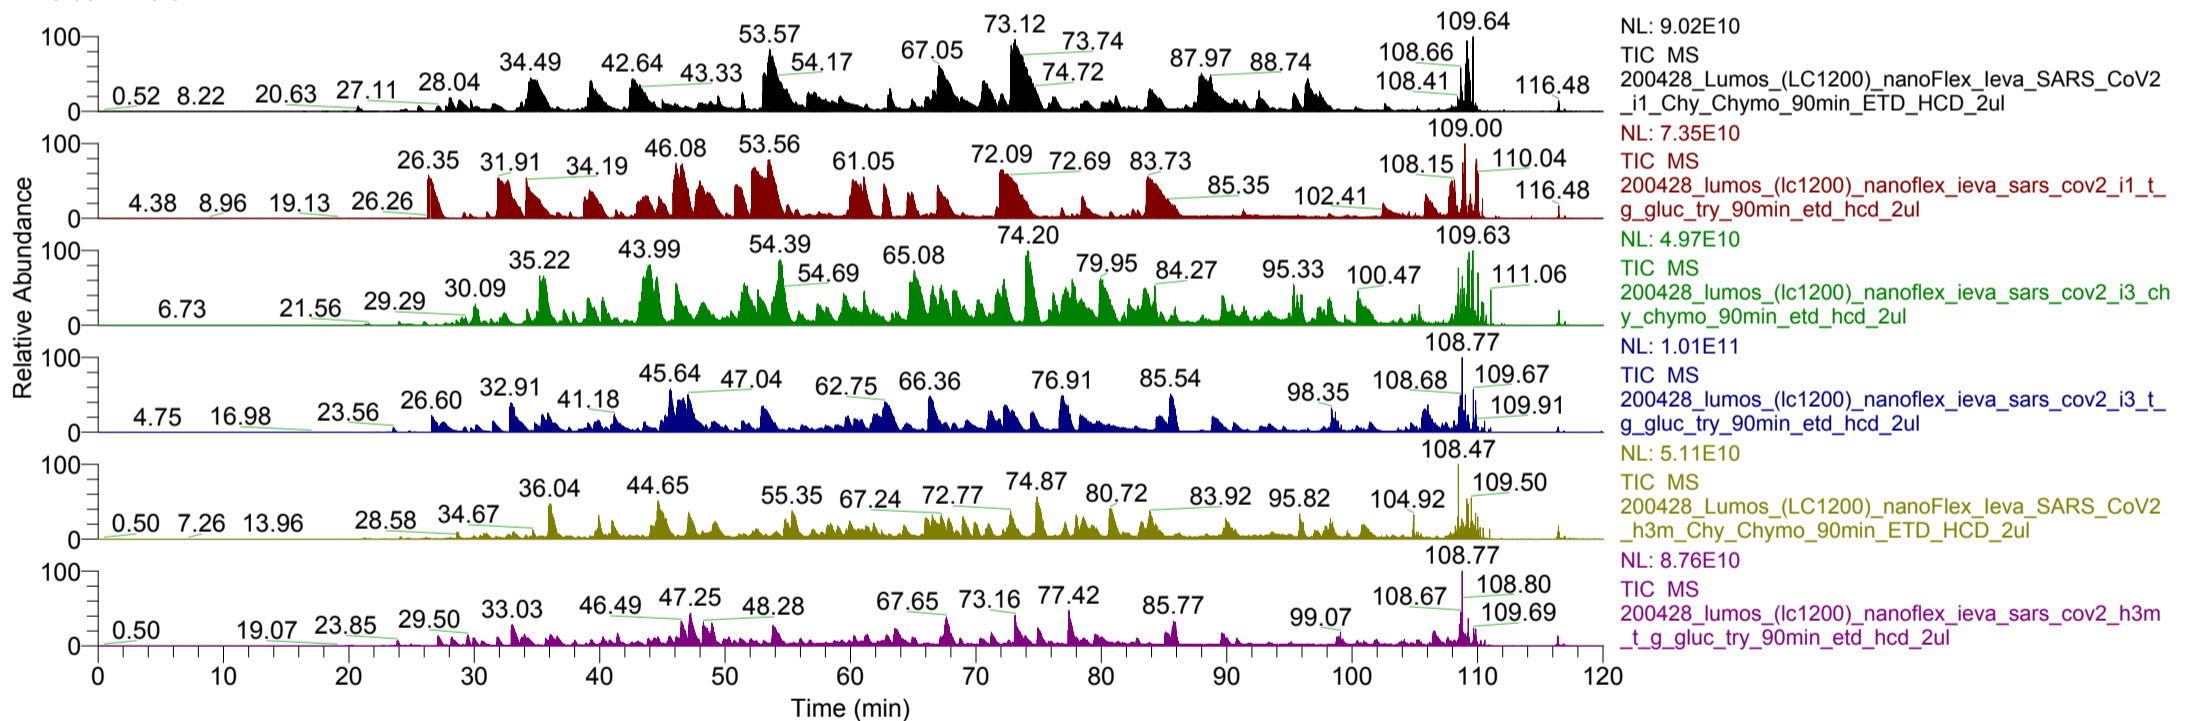 100
0
0.52 8.22 20.63 27.11 28.04 34.49 42.64 43.33 53.57 54.17 67.05 73.12 73.74 74.72 87.97 88.74 108.41 108.66 109.64 116.48
NL: 9.02E10
TIC MS
200428_Lumos_(LC1200)_nanoFlex_Ieva_SARS_CoV2
_i1_Chy_Chymo_90min_ETD_HCD_2ul
100
0
4.38 8.96 19.13 26.26 26.35 31.91 34.19 46.08 53.56 61.05 72.09 72.69 83.73 85.35 102.41 108.15 109.00 110.04 116.48
NL: 7.35E10
TIC MS
200428_lumos_(lc1200)_nanoflex_ieva_sars_cov2_i1_t_
g_gluc_try_90min_etd_hcd_2ul
100
0
6.73 21.56 29.29 30.09 35.22 43.99 54.39 54.69 65.08 74.20 79.95 84.27 95.33 100.47 109.63 111.06
NL: 4.97E10
TIC MS
200428_lumos_(lc1200)_nanoflex_ieva_sars_cov2_i3_ch
y_chymo_90min_etd_hcd_2ul
100
0
4.75 16.98 23.56 26.60 32.91 41.18 45.64 47.04 62.75 66.36 76.91 85.54 98.35 108.68 108.77 109.67 109.91
NL: 1.01E11
TIC MS
200428_lumos_(lc1200)_nanoflex_ieva_sars_cov2_i3_t_
g_gluc_try_90min_etd_hcd_2ul
100
0
0.50 7.26 13.96 28.58 34.67 36.04 44.65 55.35 67.24 72.77 74.87 80.72 83.92 95.82 104.92 108.47 109.50
NL: 5.11E10
TIC MS
200428_Lumos_(LC1200)_nanoFlex_Ieva_SARS_CoV2
_h3m_Chy_Chymo_90min_ETD_HCD_2ul
100
0
0.50 19.07 23.85 29.50 33.03 46.49 47.25 48.28 67.65 73.16 77.42 85.77 99.07 108.67 108.77 108.80 109.69
NL: 8.76E10
TIC MS
200428_lumos_(lc1200)_nanoflex_ieva_sars_cov2_h3m
_t_g_gluc_try_90min_etd_hcd_2ul
Relative Abundance
0 10 20 30 40 50 60 70 80 90 100 110 120
Time (min)